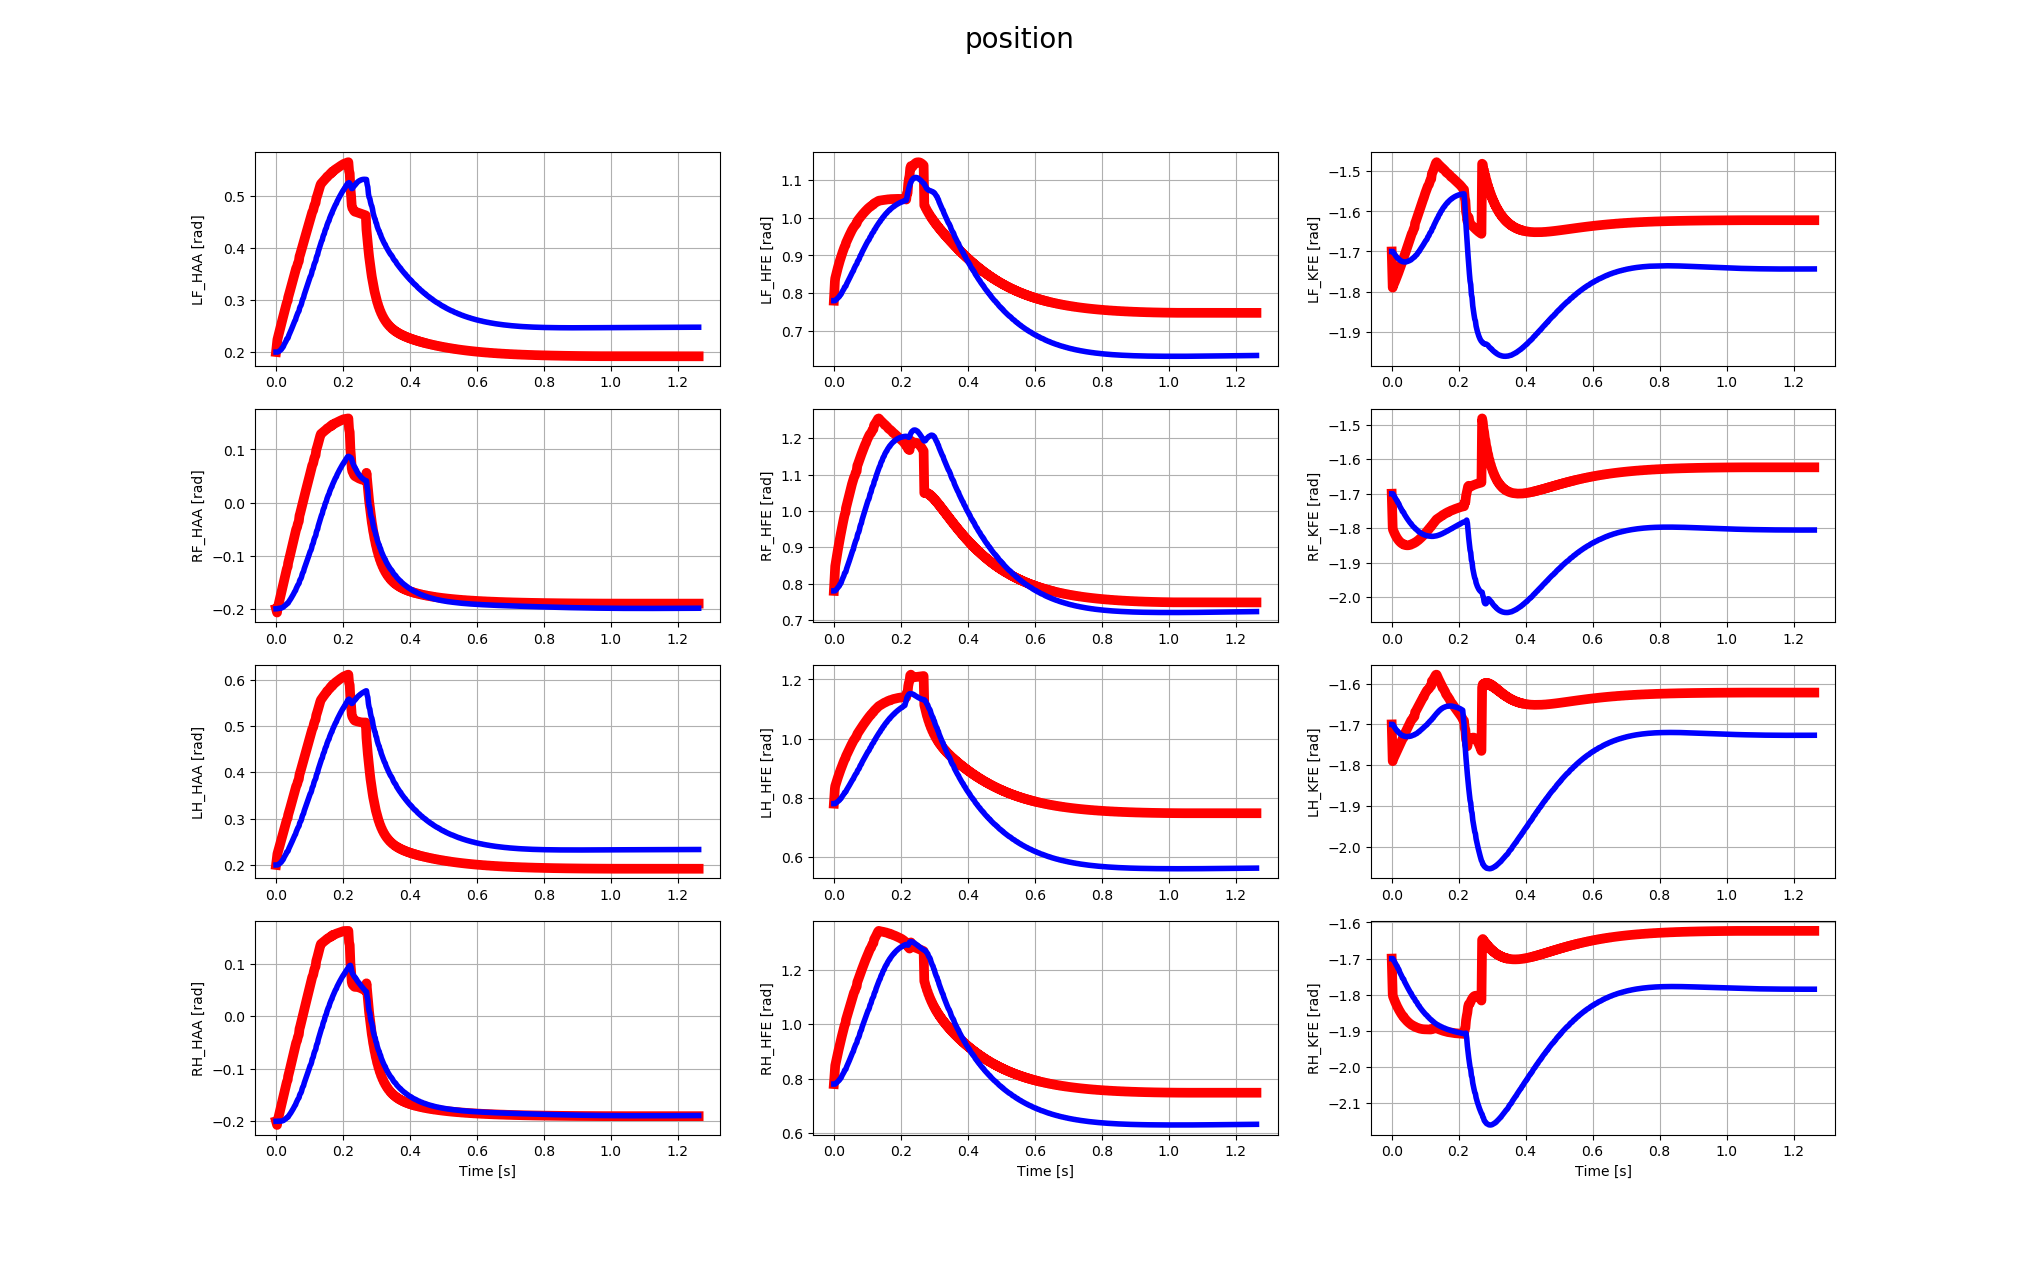 position
LF_HAA [rad]
0.5
0.4
0.3
0.2
0.0 0.2 0.4 0.6 0.8 1.0 1.2
LF_HFE [rad]
1.1
1.0
0.9
0.8
0.7
0.0 0.2 0.4 0.6 0.8 1.0 1.2
LF_KFE [rad]
−1.5
−1.6
−1.7
−1.8
−1.9
0.0 0.2 0.4 0.6 0.8 1.0 1.2
RF_HAA [rad]
0.1
0.0
−0.1
−0.2
0.0 0.2 0.4 0.6 0.8 1.0 1.2
RF_HFE [rad]
1.2
1.1
1.0
0.9
0.8
0.7
0.0 0.2 0.4 0.6 0.8 1.0 1.2
RF_KFE [rad]
−1.5
−1.6
−1.7
−1.8
−1.9
−2.0
0.0 0.2 0.4 0.6 0.8 1.0 1.2
LH_HAA [rad]
0.6
0.5
0.4
0.3
0.2
0.0 0.2 0.4 0.6 0.8 1.0 1.2
LH_HFE [rad]
1.2
1.0
0.8
0.6
0.0 0.2 0.4 0.6 0.8 1.0 1.2
LH_KFE [rad]
−1.6
−1.7
−1.8
−1.9
−2.0
0.0 0.2 0.4 0.6 0.8 1.0 1.2
RH_HAA [rad]
0.1
0.0
−0.1
−0.2
0.0 0.2 0.4 0.6 0.8 1.0 1.2
Time [s]
RH_HFE [rad]
1.2
1.0
0.8
0.6
0.0 0.2 0.4 0.6 0.8 1.0 1.2
Time [s]
RH_KFE [rad]
−1.6
−1.7
−1.8
−1.9
−2.0
−2.1
0.0 0.2 0.4 0.6 0.8 1.0 1.2
Time [s]